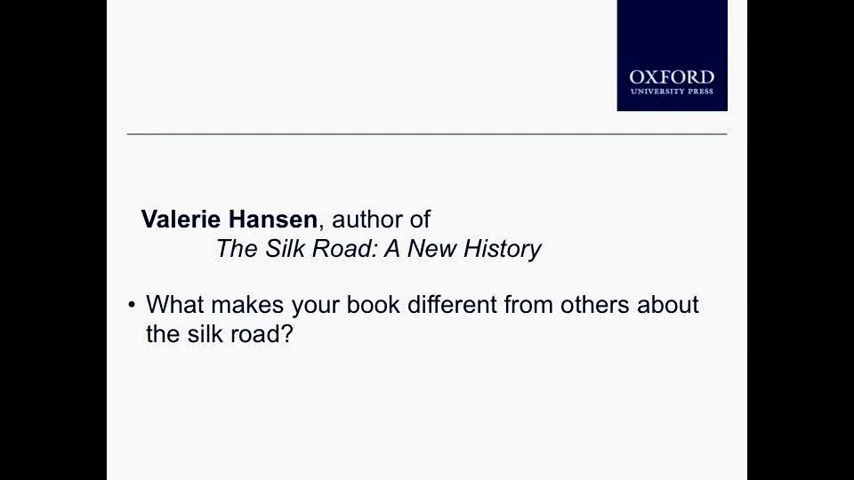 OXFORD
UNIVERSITY PRESS
Valerie Hansen, author of
The Silk Road: A New History
• What makes your book different from others about
the silk road?